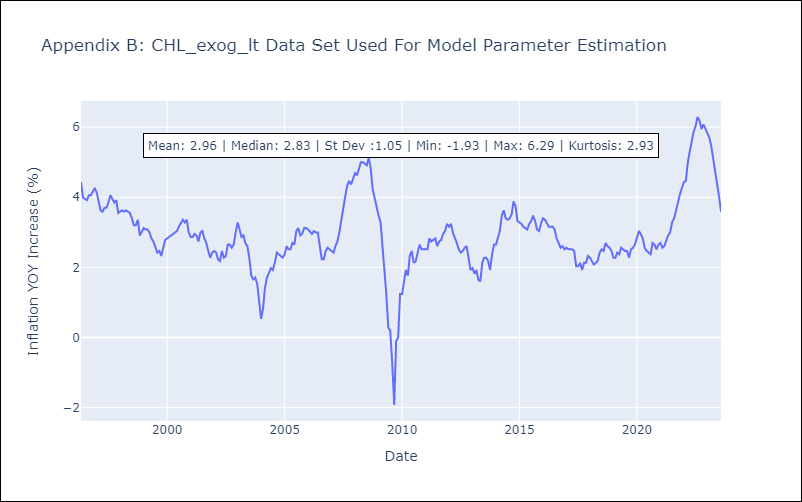 Appendix B: CHL_exog_lt Data Set Used For Model Parameter Estimation
6
Mean: 2.96 | Median: 2.83 | St Dev :1.05 | Min: -1.93 | Max: 6.29 | Kurtosis: 2.93
4
2
0
−2
Inflation YOY Increase (%)
2000
2005
2010
2015
2020
Date